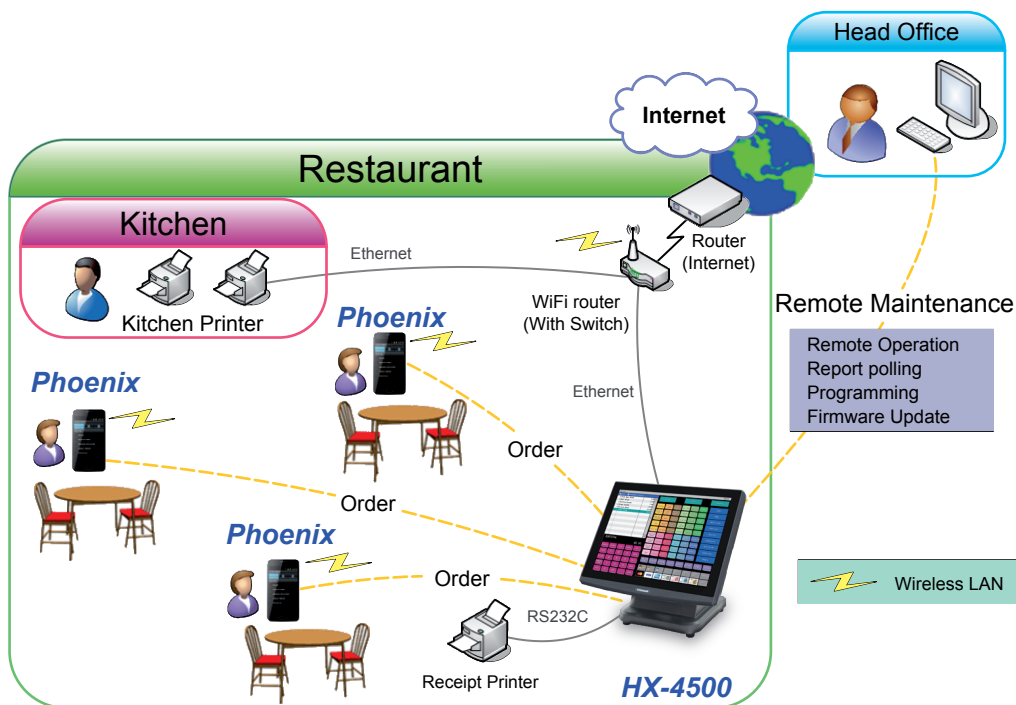 Head Office
Internet
Restaurant
Kitchen
Kitchen Printer
Ethernet
Router
(Internet)
WiFi router
(With Switch)
Remote Maintenance
Remote Operation
Report polling
Programming
Firmware Update
Phoenix
Phoenix
Ethernet
Order
Order
Phoenix
Order
RS232C
Wireless LAN
Receipt Printer
HX-4500